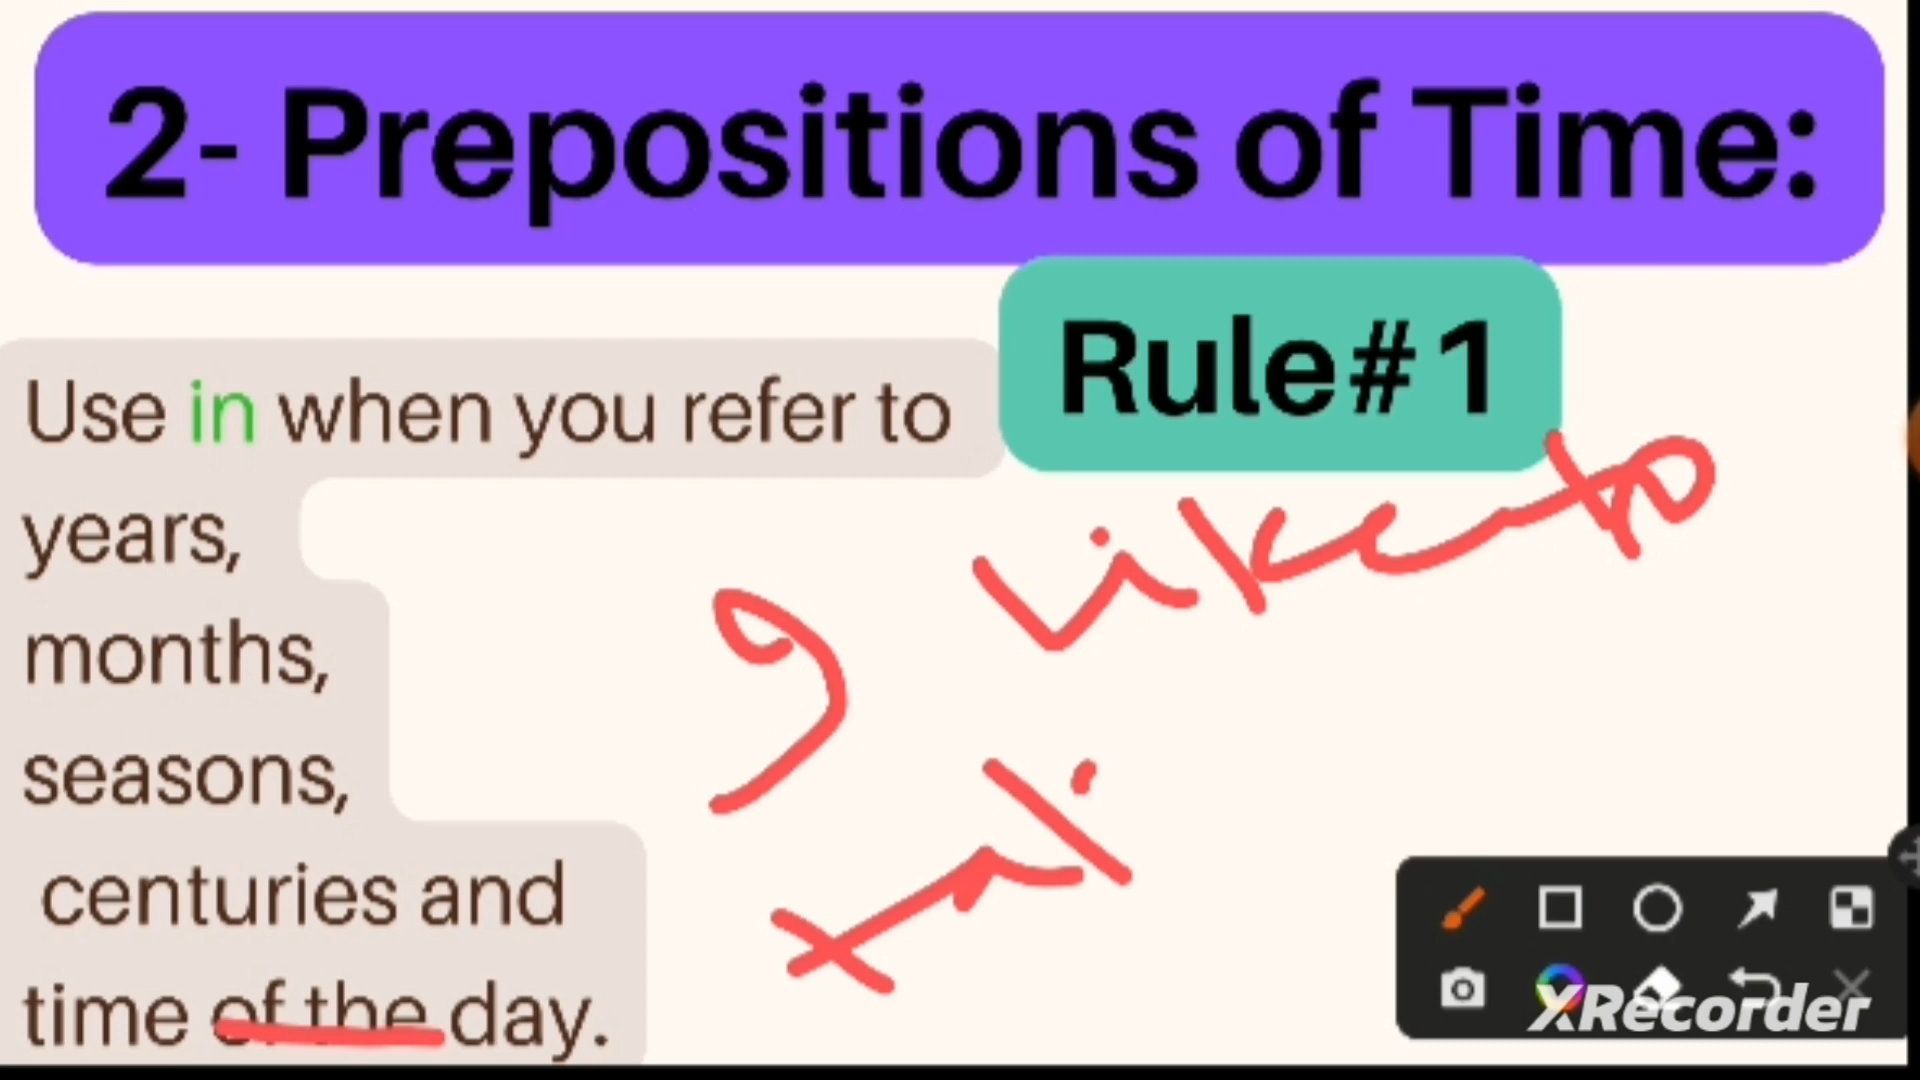 2- Prepositions of Time:
Rule#1
Use in when you refer to
years,
months,
seasons,
centuries and
time of the day.
I like to
XRecorder